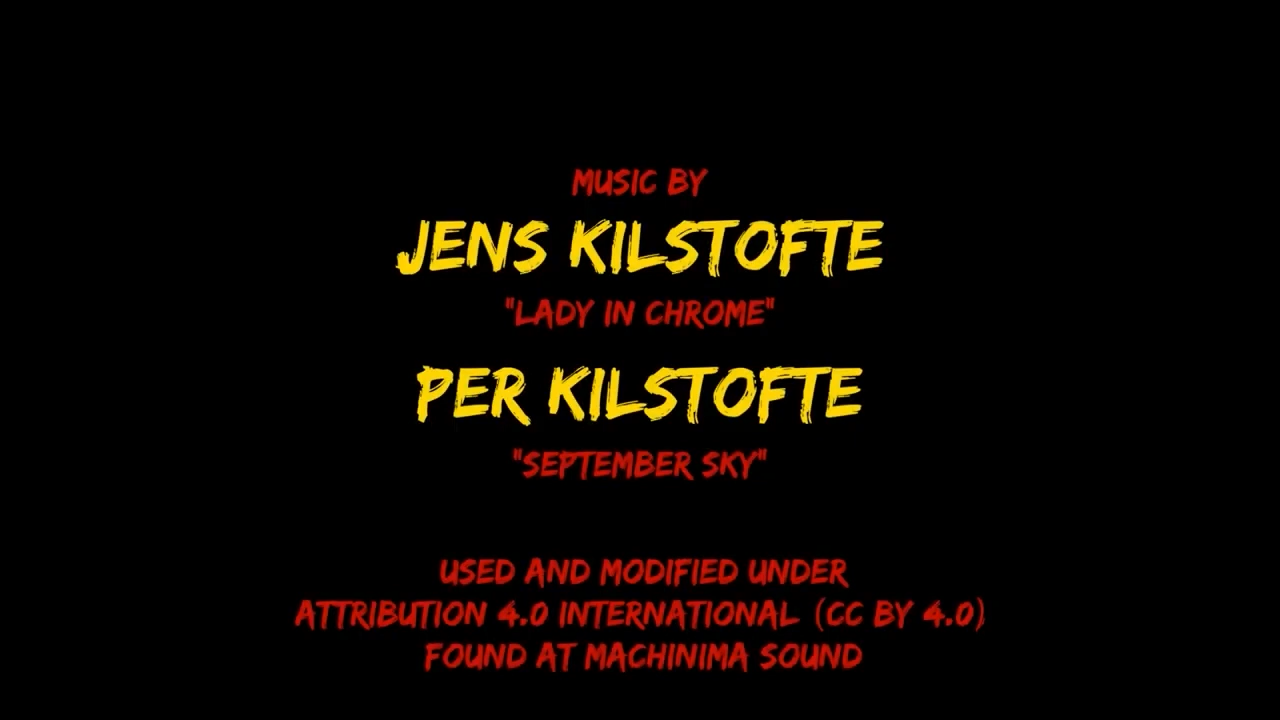 MUSIC BY
JENS KILSTOFTE
"LADY IN CHROME"
PER KILSTOFTE
"SEPTEMBER SKY"
USED AND MODIFIED UNDER
ATTRIBUTION 4.0 INTERNATIONAL (CC BY 4.0)
FOUND AT MACHINIMA SOUND